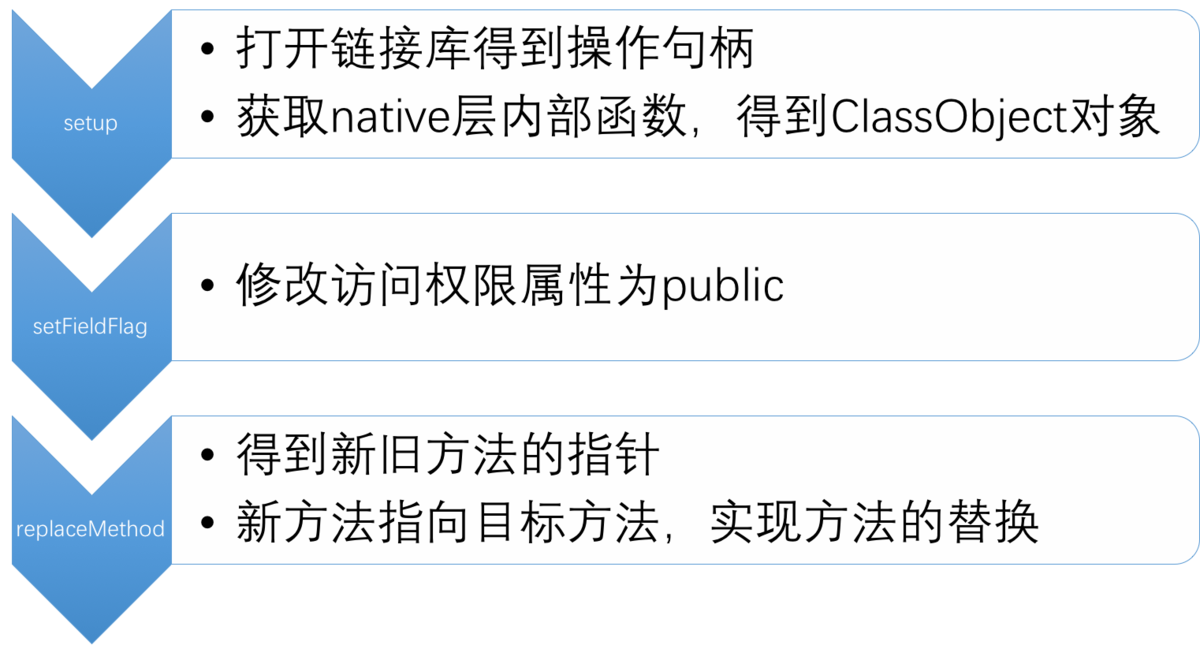 setup
• 打开链接库得到操作句柄
• 获取native层内部函数，得到ClassObject对象
setFieldFlag
• 修改访问权限属性为public
replaceMethod
• 得到新旧方法的指针
• 新方法指向目标方法，实现方法的替换